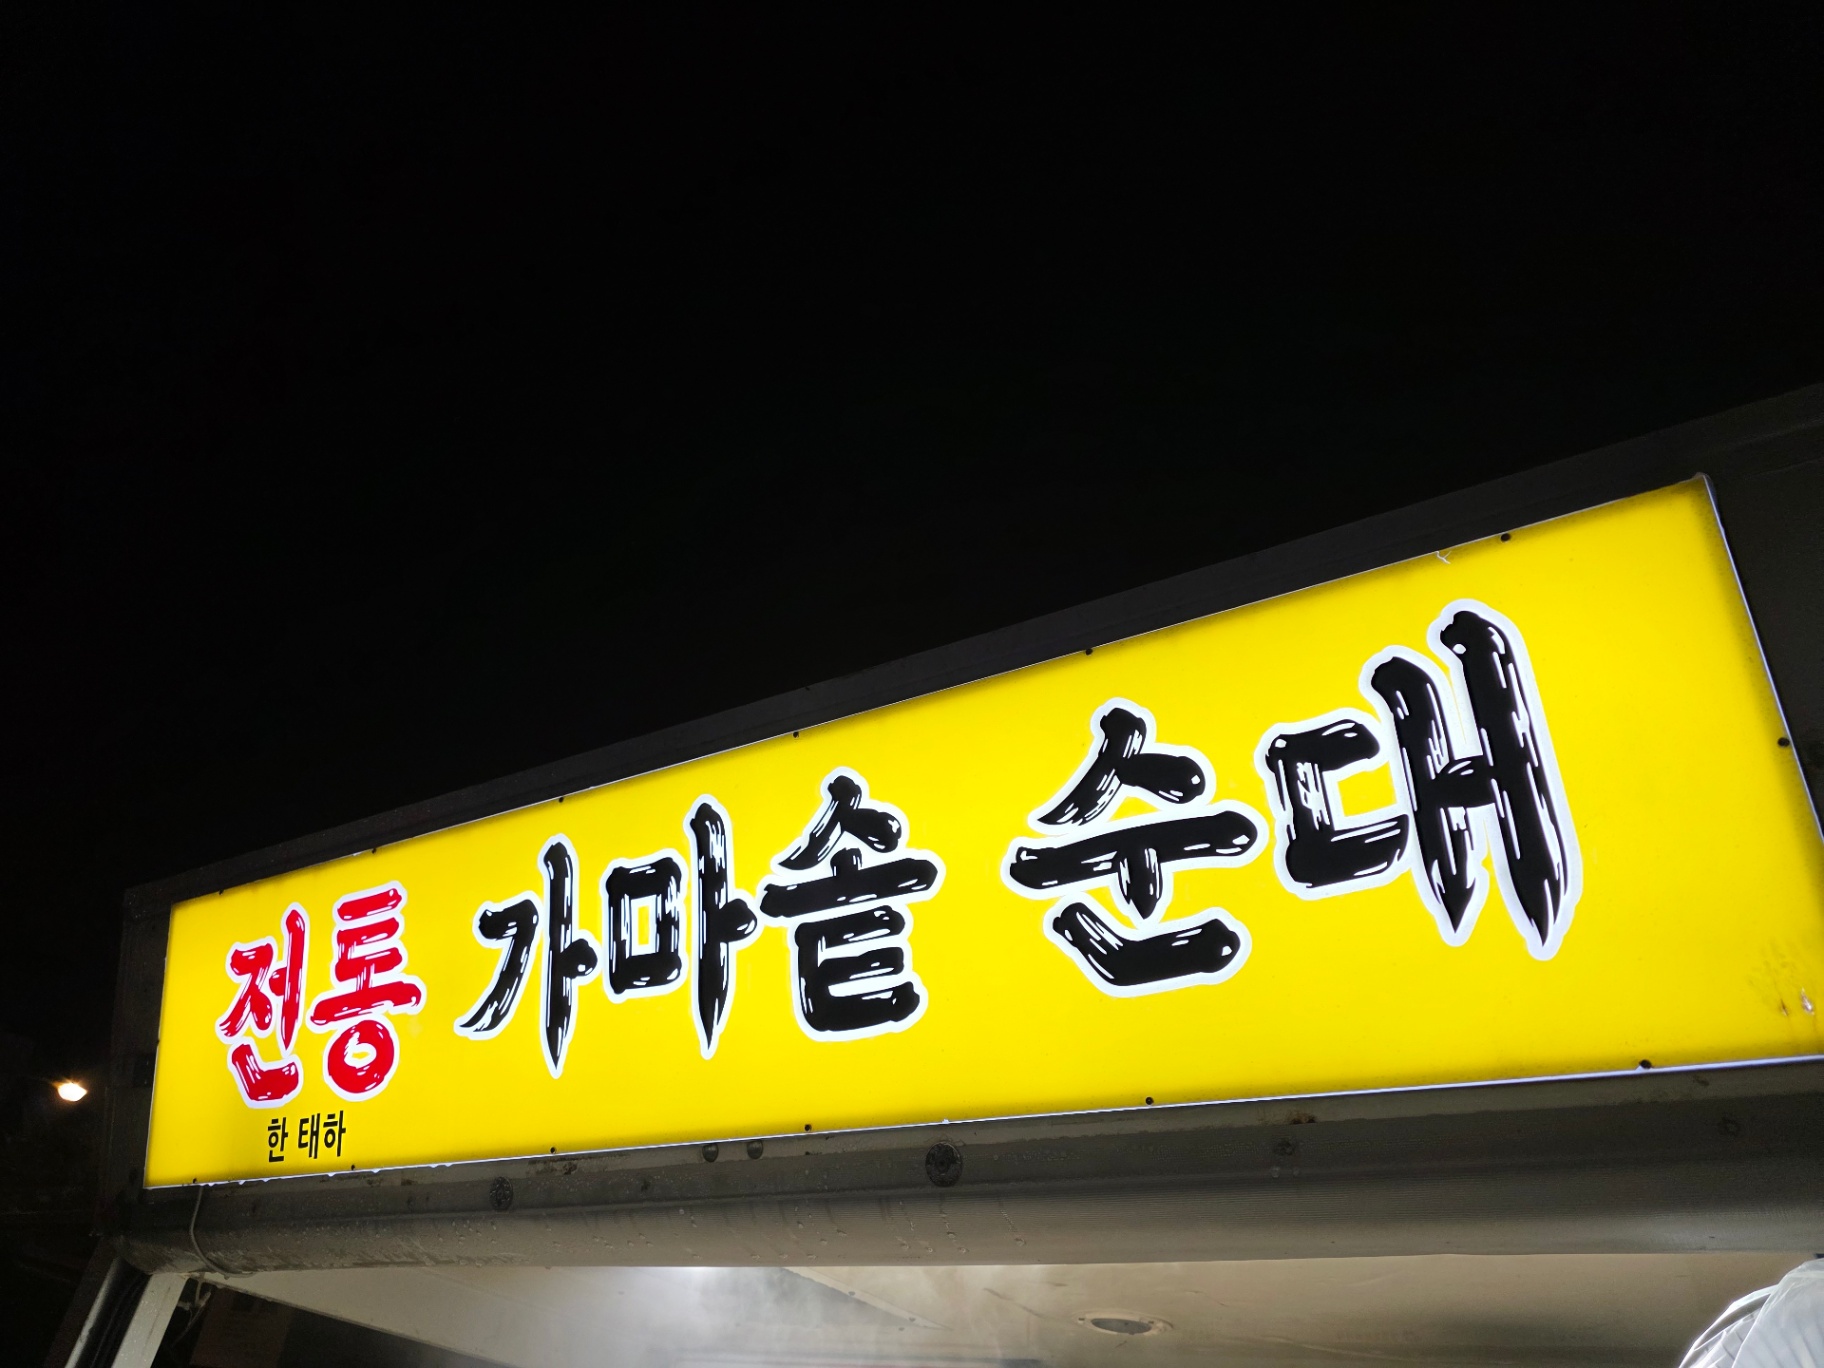 전통 가마솥 순대
한 태하